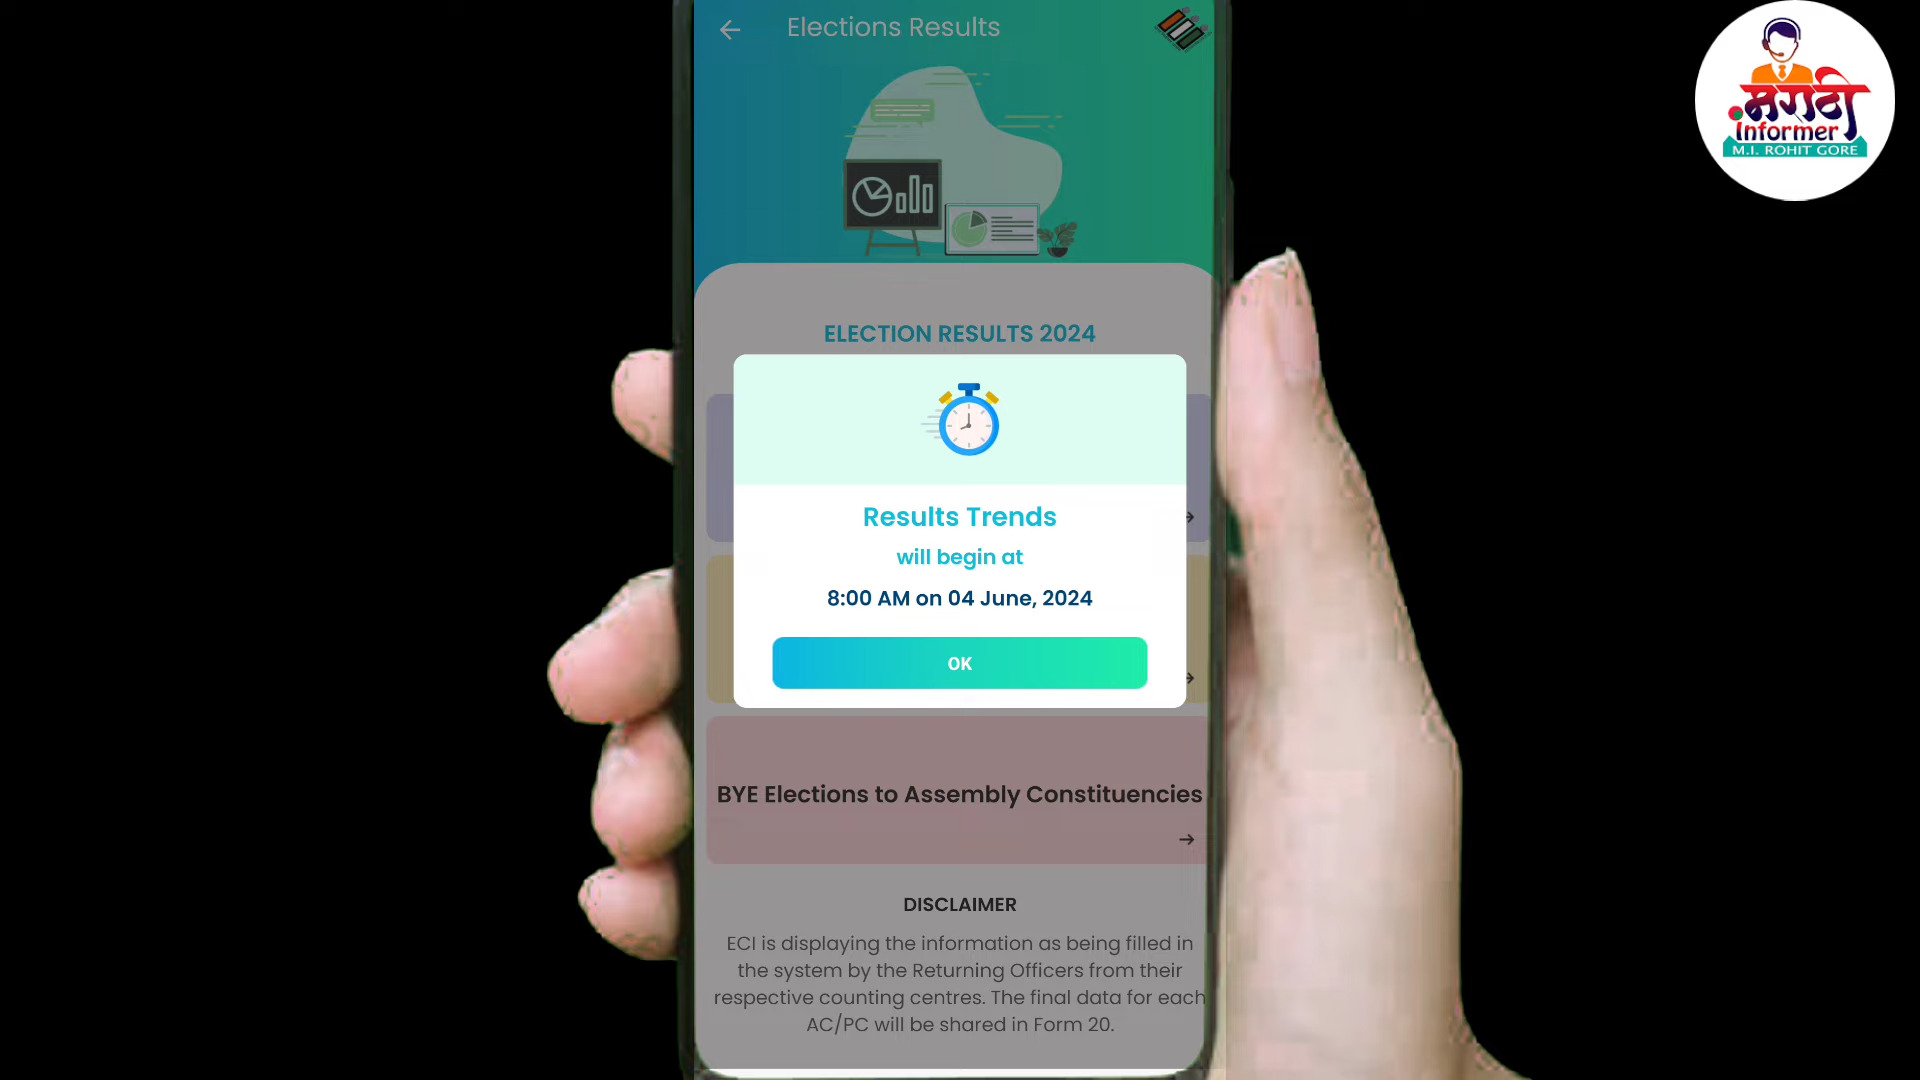 Elections Results
मराठी
Informer
M.I. ROHIT GORE
ELECTION RESULTS 2024
Results Trends
will begin at
8:00 AM on 04 June, 2024
OK
BYE Elections to Assembly Constituencies
DISCLAIMER
ECI is displaying the information as being filled in
the system by the Returning Officers from their
respective counting centres. The final data for each
AC/PC will be shared in Form 20.